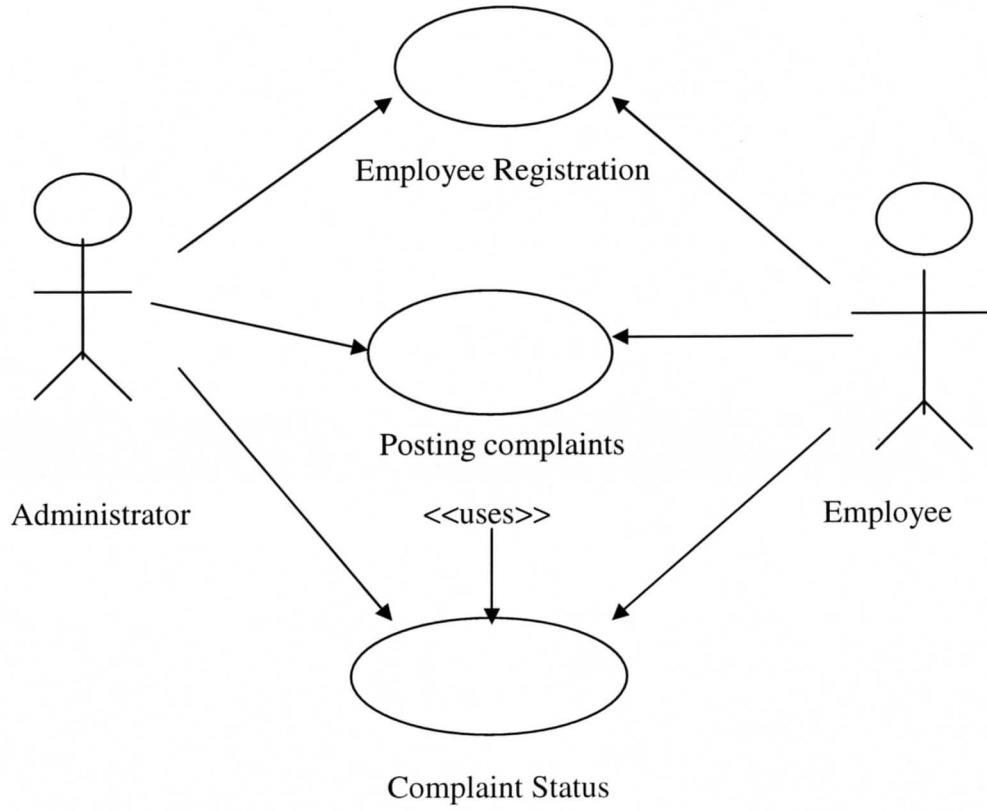 Employee Registration
Posting complaints
Administrator
<<uses>>
Employee
Complaint Status